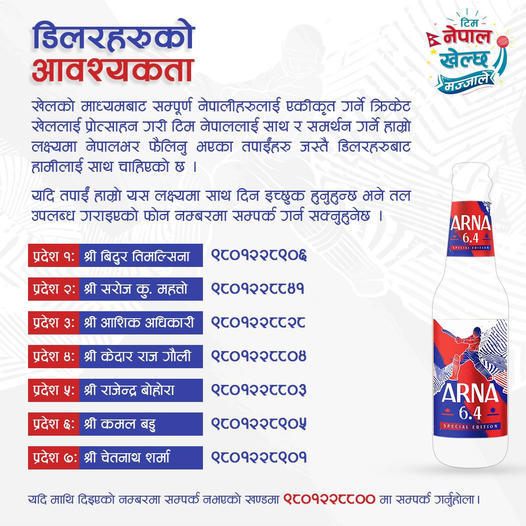 डिलरहरुको
आवश्यकता
टिम
नेपाल
खेल्छ
मज्जाले
खेलको माध्यमबाट सम्पूर्ण नेपालीहरुलाई एकीकृत गर्ने क्रिकेट
खेललाई प्रोत्साहन गरी टिम नेपाललाई साथ र समर्थन गर्ने हाम्रो
लक्ष्यमा नेपालभर फैलिनु भएका तपाईंहरु जस्तै डिलरहरुबाट
हामीलाई साथ चाहिएको छ ।
यदि तपाईं हाम्रो यस लक्ष्यमा साथ दिन इच्छुक हुनुहुन्छ भने तल
उपलब्ध गराइएको फोन नम्बरमा सम्पर्क गर्न सक्नुहुनेछ ।
प्रदेश १: श्री बिदुर तिमल्सिना ९८०१२२८९०६
प्रदेश २: श्री सरोज कु. महत्तो ९८०१२२८८४१
प्रदेश ३: श्री आशिक अधिकारी ९८०१२२८८२८
प्रदेश ४: श्री केदार राज गौली ९८०१२२८८०४
प्रदेश ५: श्री राजेन्द्र बोहोरा ९८०१२२८८०३
प्रदेश ६: श्री कमल बडु ९८०१२२८९०५
प्रदेश ७: श्री चेतनाथ शर्मा ९८०१२२८९०१
ARNA
6.4
SPECIAL EDITION
ARNA
6.4
SPECIAL EDITION
यदि माथि दिइएको नम्बरमा सम्पर्क नभएको खण्डमा ९८०१२२८८०० मा सम्पर्क गर्नुहोला ।